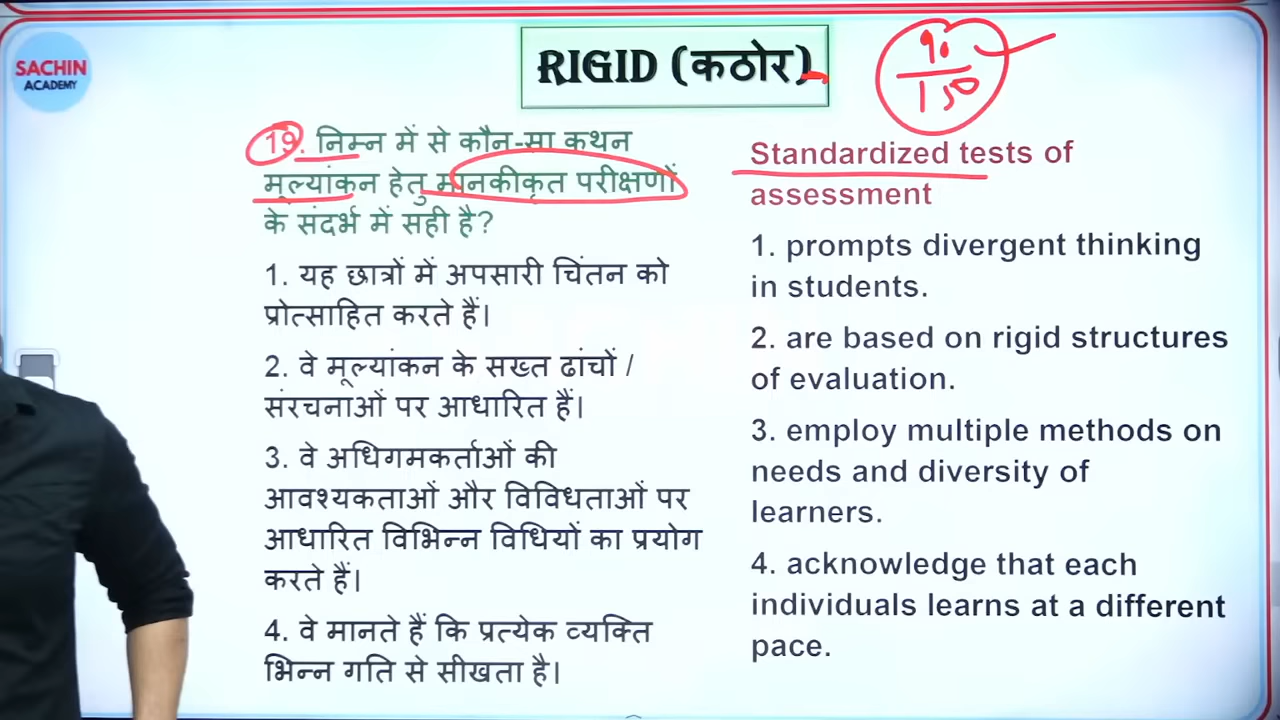 SACHIN
ACADEMY
RIGID (कठोर)
90
150
19. निम्न में से कौन-सा कथन
मूल्यांकन हेतु मानकीकृत परीक्षणों
के संदर्भ में सही है?
1. यह छात्रों में अपसारी चिंतन को
प्रोत्साहित करते हैं।
2. वे मूल्यांकन के सख्त ढांचों /
संरचनाओं पर आधारित हैं।
3. वे अधिगमकर्ताओं की
आवश्यकताओं और विविधताओं पर
आधारित विभिन्न विधियों का प्रयोग
करते हैं।
4. वे मानते हैं कि प्रत्येक व्यक्ति
भिन्न गति से सीखता है।
Standardized tests of
assessment
1. prompts divergent thinking
in students.
2. are based on rigid structures
of evaluation.
3. employ multiple methods on
needs and diversity of
learners.
4. acknowledge that each
individuals learns at a different
pace.